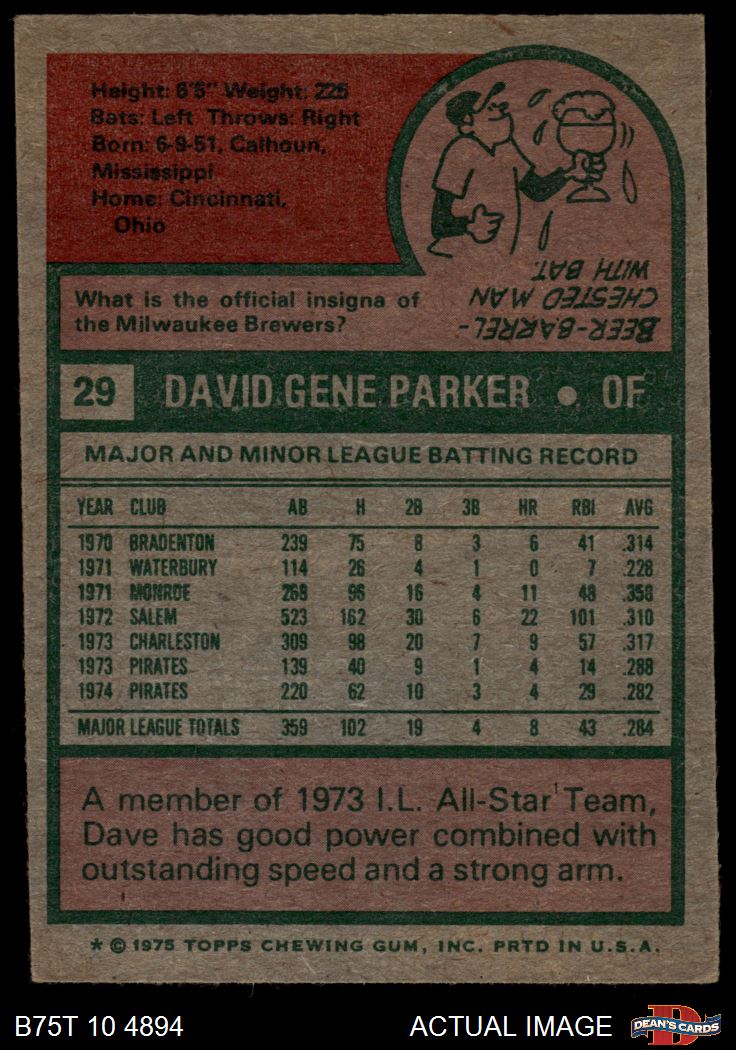 Height: 6'5" Weight: 225
Bats: Left Throws: Right
Born: 6-9-51, Calhoun,
Mississippi
Home: Cincinnati,
Ohio
What is the official insigna of
the Milwaukee Brewers?
BEER-BARREL-
CHESTED MAN
WITH BAT.
29 DAVID GENE PARKER • OF
MAJOR AND MINOR LEAGUE BATTING RECORD
YEAR CLUB AB H 2B 3B HR RBI AVG
1970 BRADENTON 239 75 8 3 6 41 .314
1971 WATERBURY 114 26 4 1 0 7 .228
1971 MONROE 268 96 16 4 11 48 .358
1972 SALEM 523 162 30 6 22 101 .310
1973 CHARLESTON 309 98 20 7 9 57 .317
1973 PIRATES 139 40 9 1 4 14 .288
1974 PIRATES 220 62 10 3 4 29 .282
MAJOR LEAGUE TOTALS 359 102 19 4 8 43 .284
A member of 1973 I.L. All-Star Team,
Dave has good power combined with
outstanding speed and a strong arm.
* © 1975 TOPPS CHEWING GUM, INC. PRTD IN U.S.A.
B75T 10 4894 ACTUAL IMAGE DEAN'S CARDS